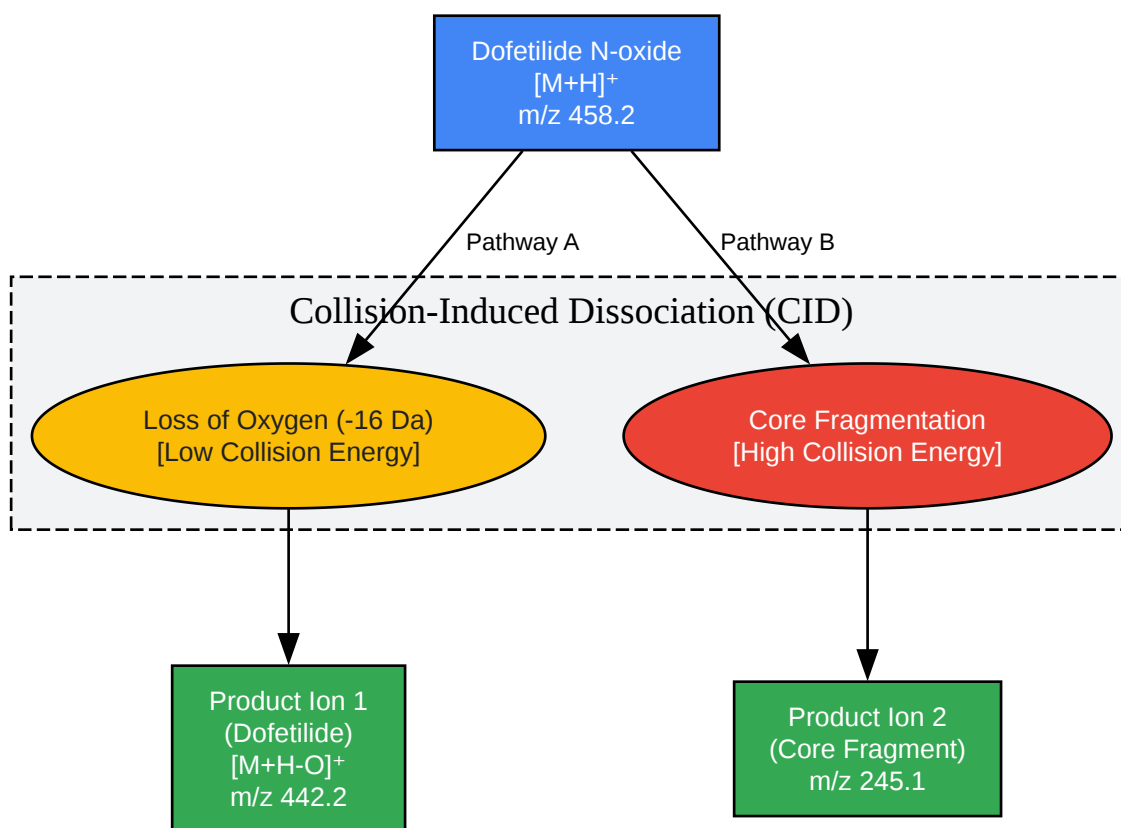 Dofetilide N-oxide
[M+H]⁺
m/z 458.2
Pathway A
Pathway B
Collision-Induced Dissociation (CID)
Loss of Oxygen (-16 Da)
[Low Collision Energy]
Core Fragmentation
[High Collision Energy]
Product Ion 1
(Dofetilide)
[M+H-O]⁺
m/z 442.2
Product Ion 2
(Core Fragment)
m/z 245.1